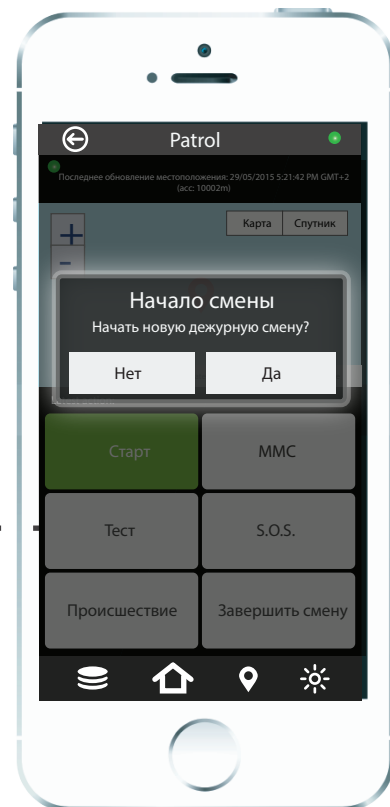 Patrol
Последнее обновление местоположения: 29/05/2015 5:21:42 PM GMT+2
(acc: 10002m)
Карта Спутник
Начало смены
Начать новую дежурную смену?
Нет Да
Старт ММС
Тест S.O.S.
Происшествие Завершить смену